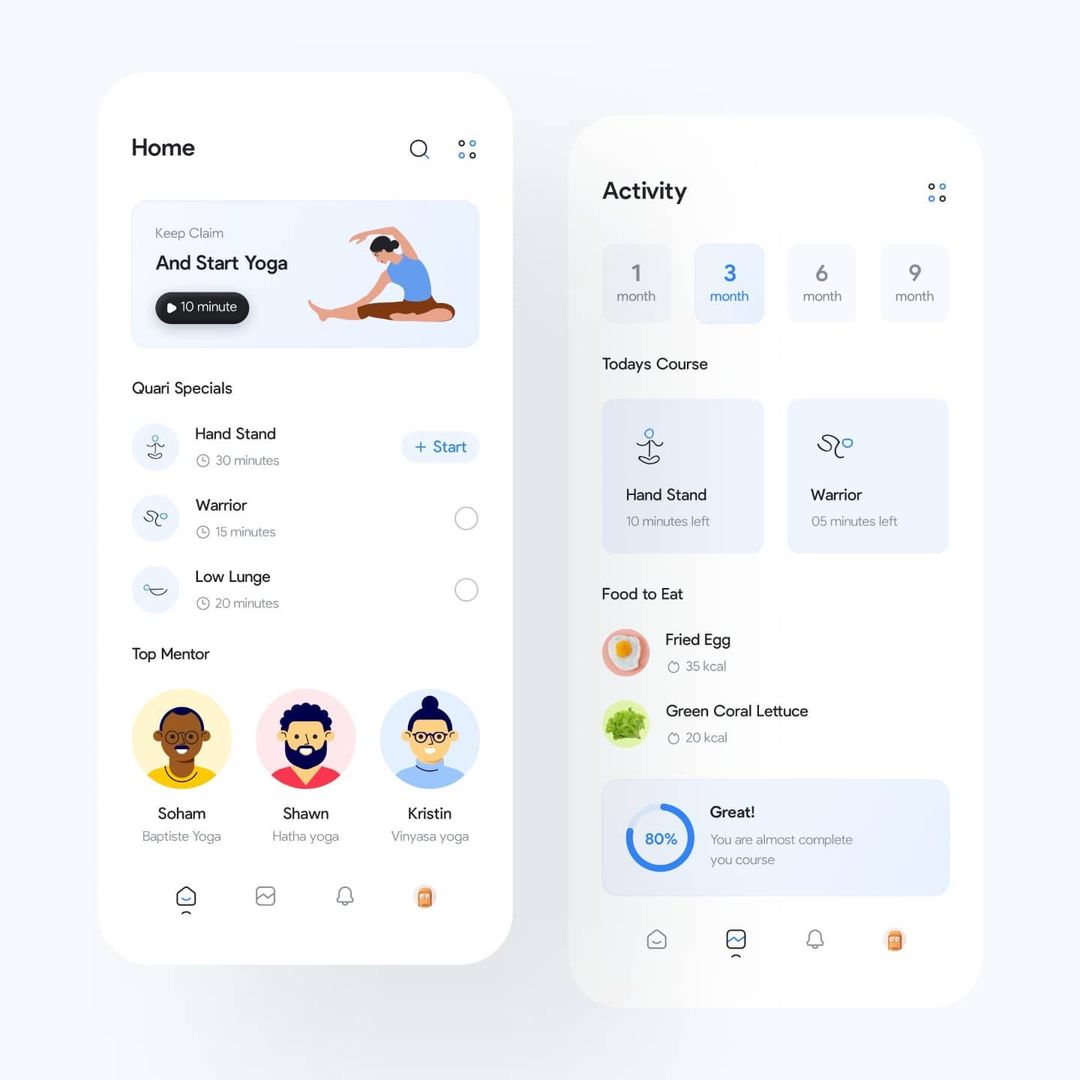 Home
Keep Claim
And Start Yoga
10 minute
Quari Specials
Hand Stand
30 minutes
+ Start
Warrior
15 minutes
Low Lunge
20 minutes
Top Mentor
Soham
Baptiste Yoga
Shawn
Hatha yoga
Kristin
Vinyasa yoga
Activity
1
month
3
month
6
month
9
month
Todays Course
Hand Stand
10 minutes left
Warrior
05 minutes left
Food to Eat
Fried Egg
35 kcal
Green Coral Lettuce
20 kcal
80%
Great!
You are almost complete
you course